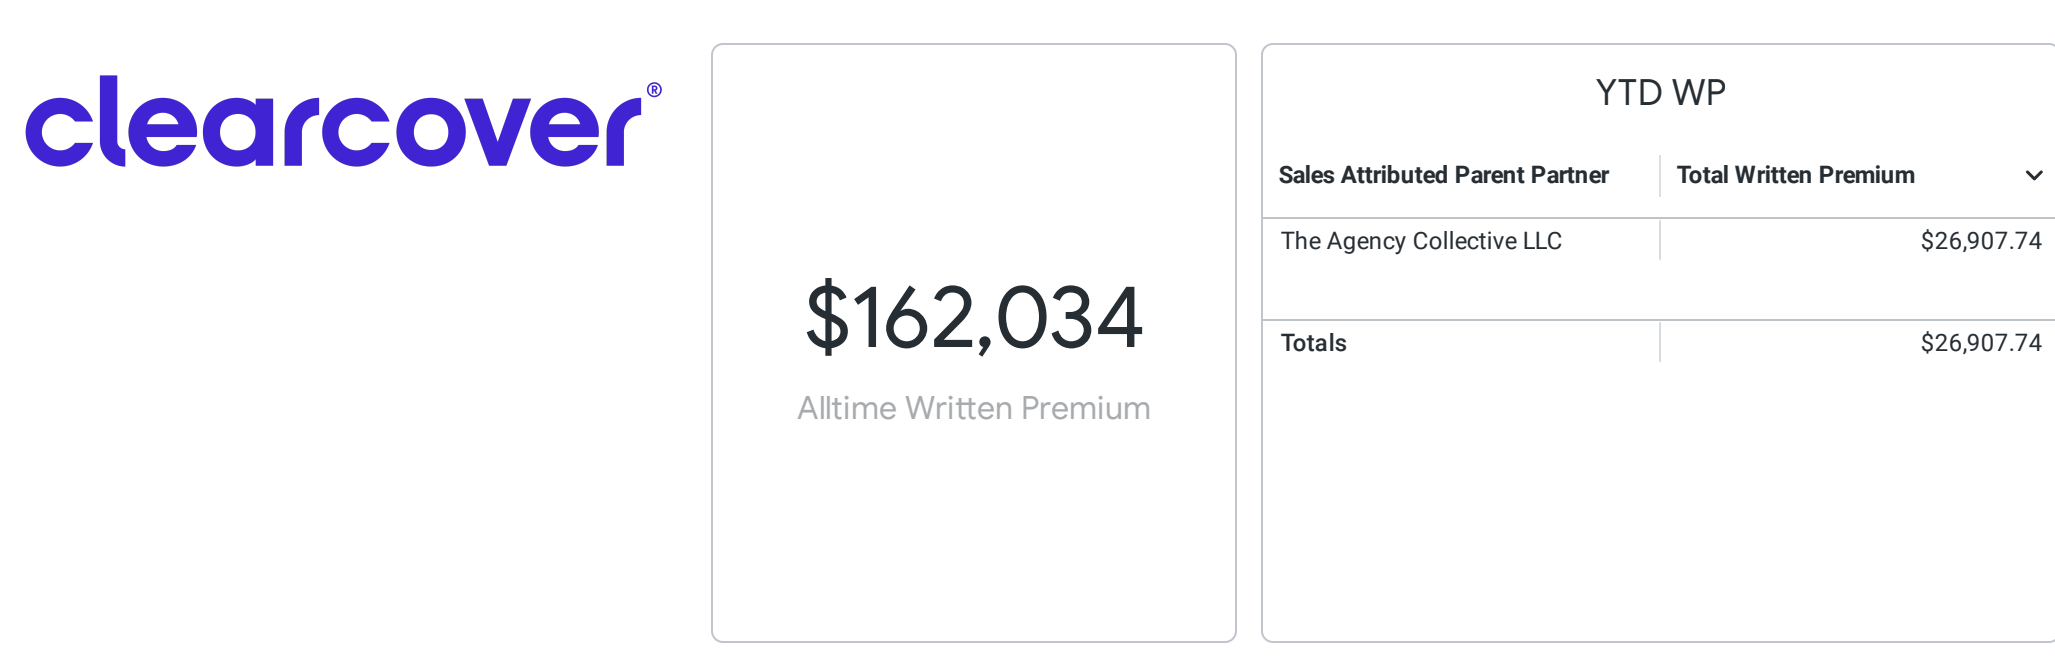 clearcover®
$162,034
Alltime Written Premium
YTD WP
Sales Attributed Parent Partner Total Written Premium
The Agency Collective LLC $26,907.74
Totals $26,907.74